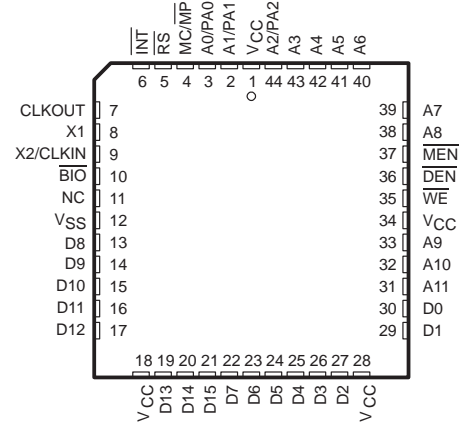 INT
RS
MC/MP
A0/PA0
A1/PA1
VCC
A2/PA2
A3
A4
A5
A6
6 5 4 3 2 1 44 43 42 41 40
CLKOUT 7
X1 8
X2/CLKIN 9
BIO 10
NC 11
VSS 12
D8 13
D9 14
D10 15
D11 16
D12 17
39 A7
38 A8
37 MEN
36 DEN
35 WE
34 VCC
33 A9
32 A10
31 A11
30 D0
29 D1
18 19 20 21 22 23 24 25 26 27 28
VCC
D13
D14
D15
D7
D6
D5
D4
D3
D2
VCC